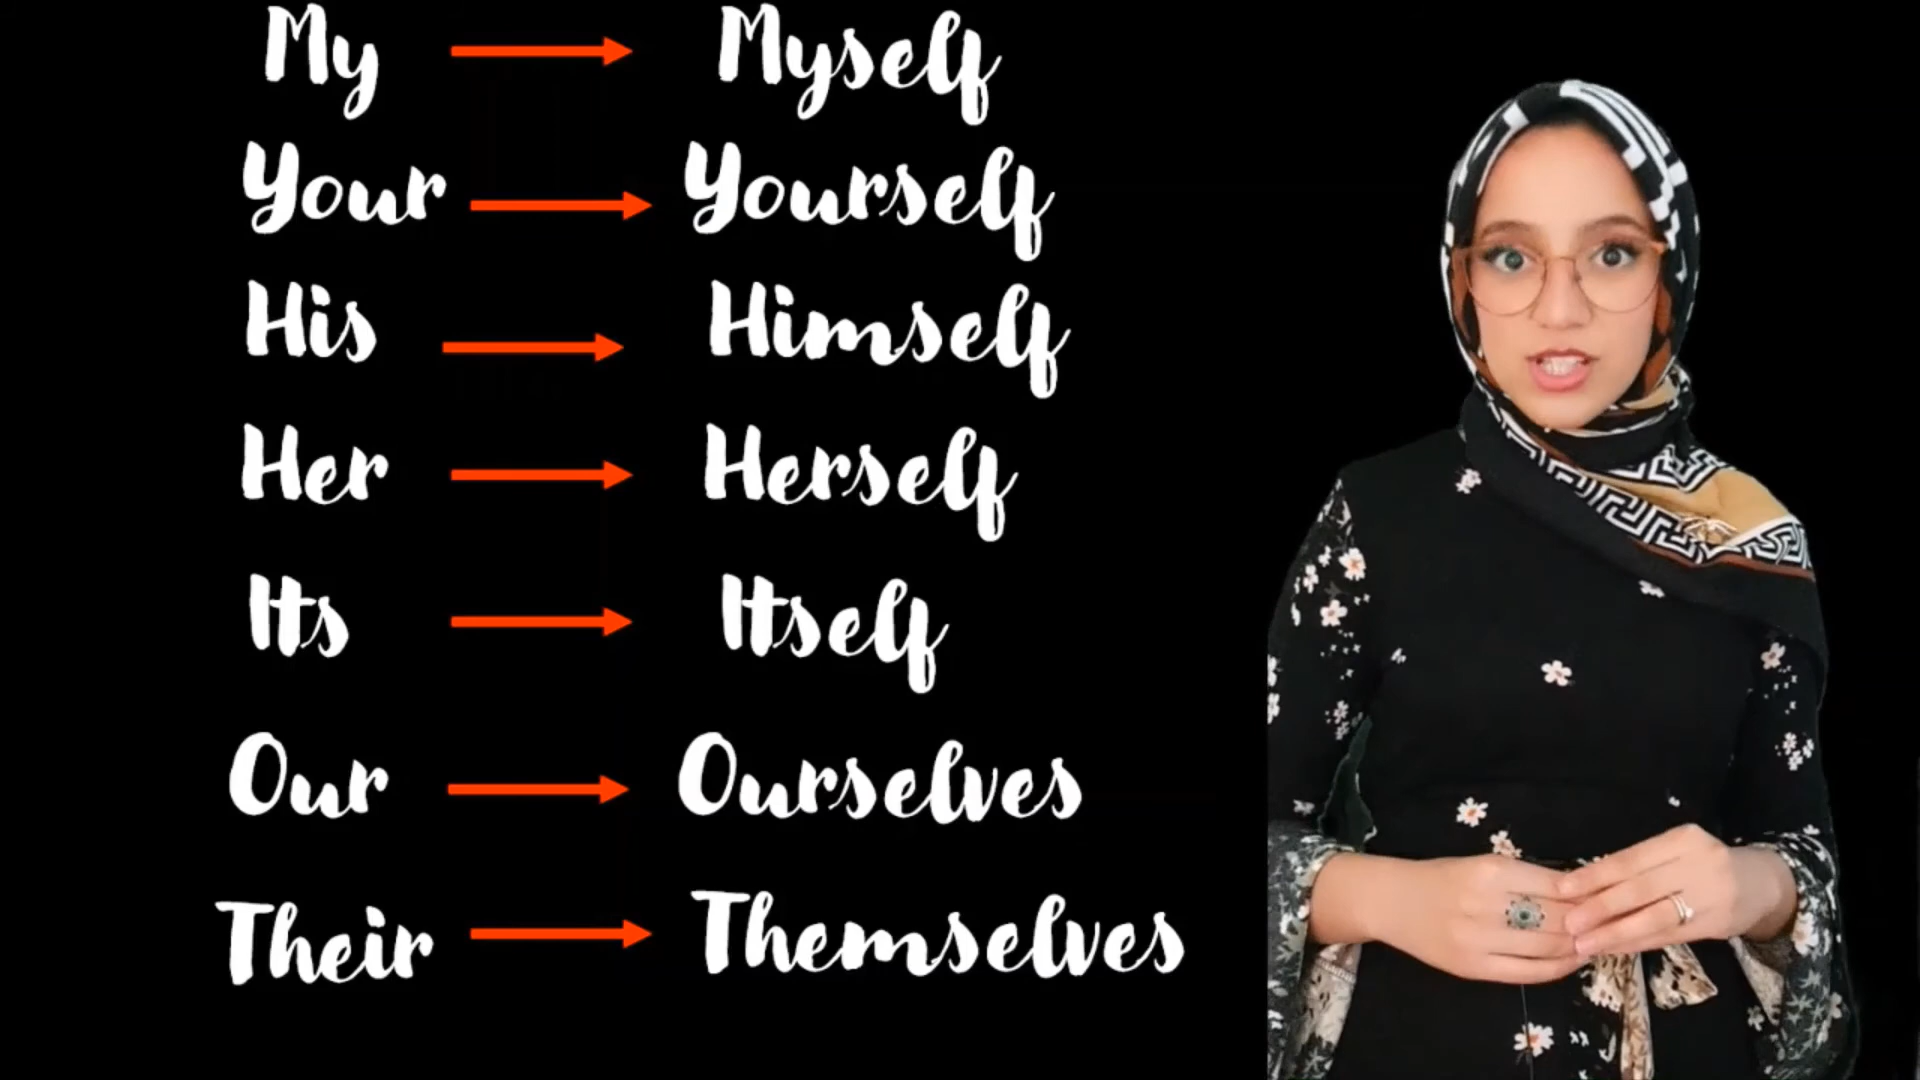 My → Myself
Your → Yourself
His → Himself
Her → Herself
Its → Itself
Our → Ourselves
Their → Themselves